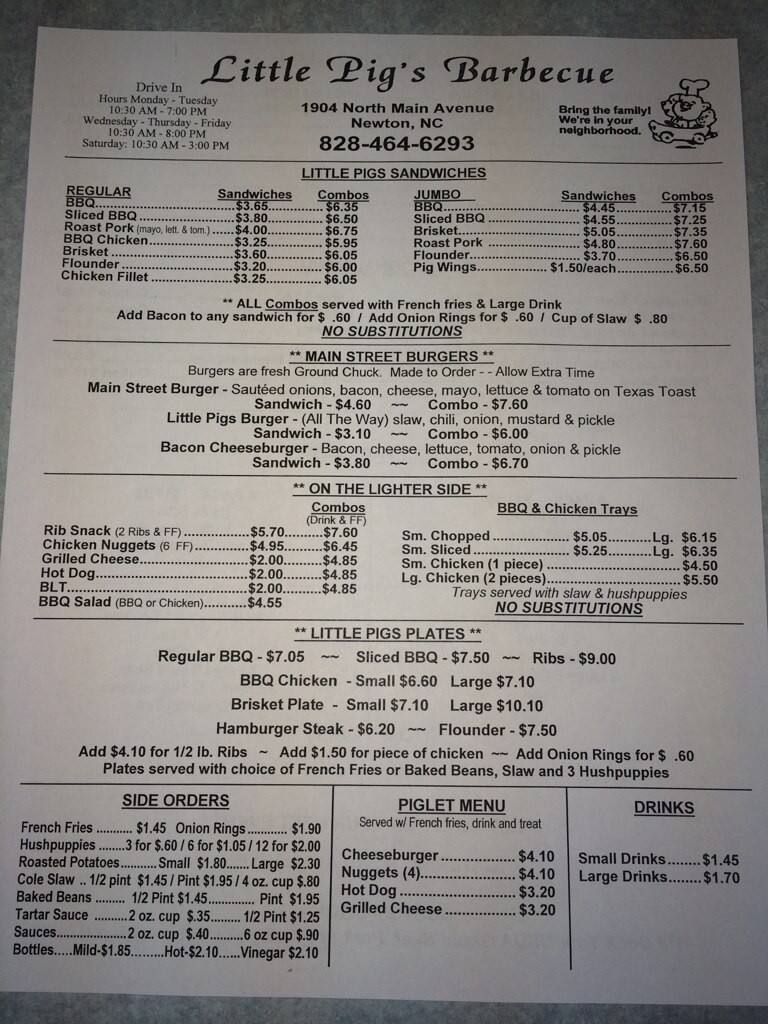 Little Pig's Barbecue
Drive In
Hours Monday - Tuesday
10:30 AM - 7:00 PM
Wednesday - Thursday - Friday
10:30 AM - 8:00 PM
Saturday: 10:30 AM - 3:00 PM
1904 North Main Avenue
Newton, NC
828-464-6293
Bring the family!
We're in your
neighborhood.
LITTLE PIGS SANDWICHES
REGULAR Sandwiches Combos
BBQ...$3.65...$6.35
Sliced BBQ...$3.80...$6.50
Roast Pork (mayo, lett. & tom.)...$4.00...$6.75
BBQ Chicken...$3.25...$5.95
Brisket...$3.60...$6.05
Flounder...$3.20...$6.00
Chicken Fillet...$3.25...$6.05
JUMBO Sandwiches Combos
BBQ...$4.45...$7.15
Sliced BBQ...$4.55...$7.25
Brisket...$5.05...$7.35
Roast Pork...$4.80...$7.60
Flounder...$3.70...$6.50
Pig Wings...$1.50/each...$6.50
** ALL Combos served with French fries & Large Drink
Add Bacon to any sandwich for $ .60 / Add Onion Rings for $ .60 / Cup of Slaw $ .80
NO SUBSTITUTIONS
** MAIN STREET BURGERS **
Burgers are fresh Ground Chuck. Made to Order - - Allow Extra Time
Main Street Burger - Sautéed onions, bacon, cheese, mayo, lettuce & tomato on Texas Toast
Sandwich - $4.60 ~~ Combo - $7.60
Little Pigs Burger - (All The Way) slaw, chili, onion, mustard & pickle
Sandwich - $3.10 ~~ Combo - $6.00
Bacon Cheeseburger - Bacon, cheese, lettuce, tomato, onion & pickle
Sandwich - $3.80 ~~ Combo - $6.70
** ON THE LIGHTER SIDE **
Combos
(Drink & FF)
Rib Snack (2 Ribs & FF)...$5.70...$7.60
Chicken Nuggets (6 FF)...$4.95...$6.45
Grilled Cheese...$2.00...$4.85
Hot Dog...$2.00...$4.85
BLT...$2.00...$4.85
BBQ Salad (BBQ or Chicken)...$4.55
BBQ & Chicken Trays
Sm. Chopped...$5.05...Lg. $6.15
Sm. Sliced...$5.25...Lg. $6.35
Sm. Chicken (1 piece)...$4.50
Lg. Chicken (2 pieces)...$5.50
Trays served with slaw & hushpuppies
NO SUBSTITUTIONS
** LITTLE PIGS PLATES **
Regular BBQ - $7.05 ~~ Sliced BBQ - $7.50 ~~ Ribs - $9.00
BBQ Chicken - Small $6.60 Large $7.10
Brisket Plate - Small $7.10 Large $10.10
Hamburger Steak - $6.20 ~~ Flounder - $7.50
Add $4.10 for 1/2 lb. Ribs ~ Add $1.50 for piece of chicken ~~ Add Onion Rings for $ .60
Plates served with choice of French Fries or Baked Beans, Slaw and 3 Hushpuppies
SIDE ORDERS
French Fries...$1.45 Onion Rings...$1.90
Hushpuppies...3 for $.60 / 6 for $1.05 / 12 for $2.00
Roasted Potatoes...Small $1.80...Large $2.30
Cole Slaw .. 1/2 pint $1.45 / Pint $1.95 / 4 oz. cup $.80
Baked Beans...1/2 Pint $1.45...Pint $1.95
Tartar Sauce...2 oz. cup $.35...1/2 Pint $1.25
Sauces...2 oz. cup $.40...6 oz cup $.90
Bottles...Mild-$1.85...Hot-$2.10...Vinegar $2.10
PIGLET MENU
Served w/ French fries, drink and treat
Cheeseburger...$4.10
Nuggets (4)...$4.10
Hot Dog...$3.20
Grilled Cheese...$3.20
DRINKS
Small Drinks...$1.45
Large Drinks...$1.70